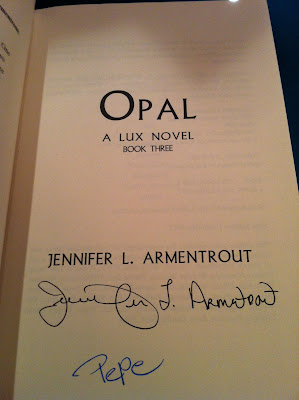 OPAL
A LUX NOVEL
BOOK THREE
JENNIFER L. ARMENTROUT
Jennifer L. Armentrout
Pepe